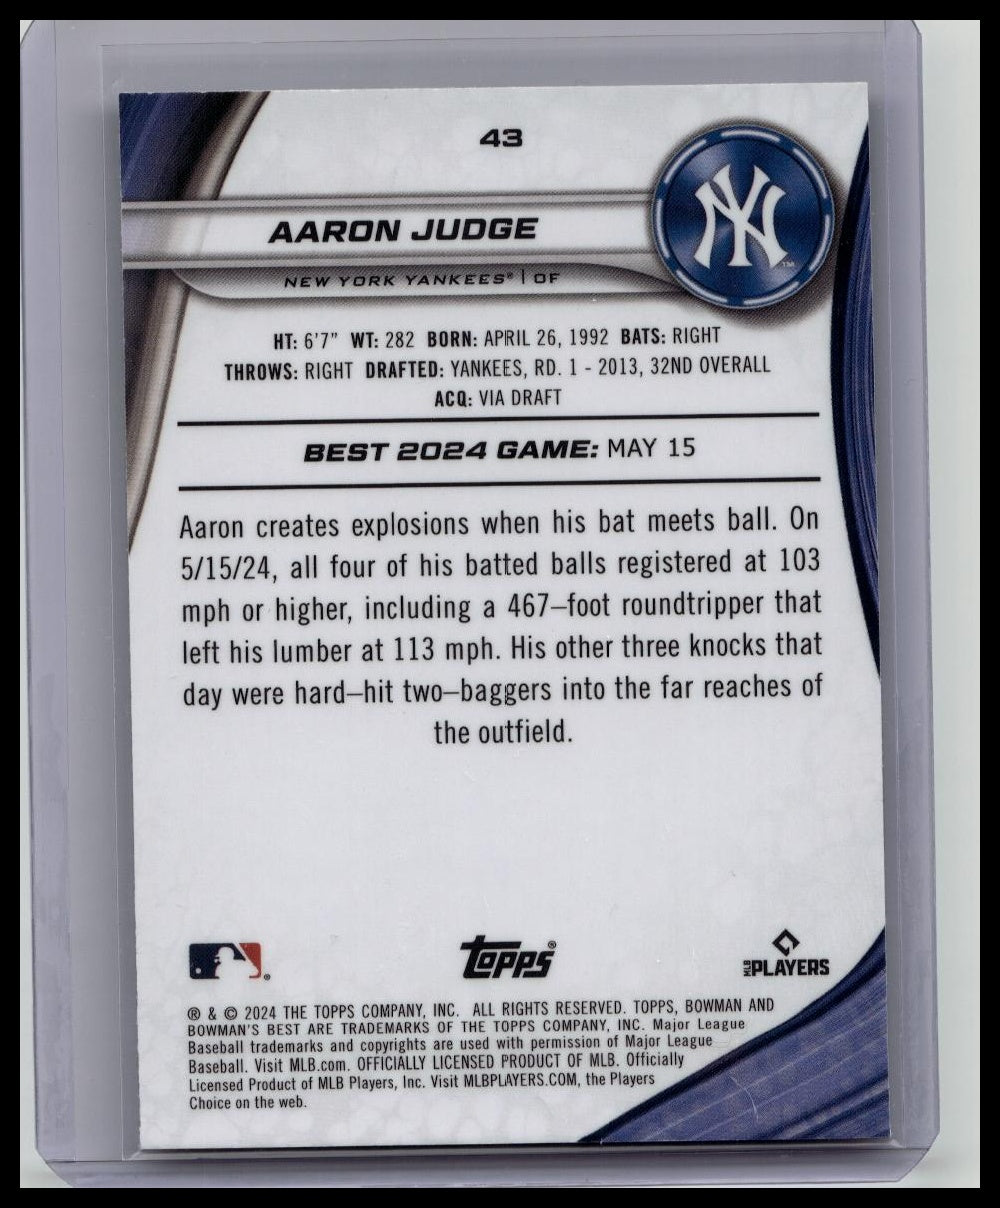 43
NY
TM
AARON JUDGE
NEW YORK YANKEES® | OF
HT: 6'7" WT: 282 BORN: APRIL 26, 1992 BATS: RIGHT
THROWS: RIGHT DRAFTED: YANKEES, RD. 1 - 2013, 32ND OVERALL
ACQ: VIA DRAFT
BEST 2024 GAME: MAY 15
Aaron creates explosions when his bat meets ball. On
5/15/24, all four of his batted balls registered at 103
mph or higher, including a 467–foot roundtripper that
left his lumber at 113 mph. His other three knocks that
day were hard–hit two–baggers into the far reaches of
the outfield.
topps®
MLB PLAYERS
® & © 2024 THE TOPPS COMPANY, INC. ALL RIGHTS RESERVED. TOPPS, BOWMAN AND
BOWMAN'S BEST ARE TRADEMARKS OF THE TOPPS COMPANY, INC. Major League
Baseball trademarks and copyrights are used with permission of Major League
Baseball. Visit MLB.com. OFFICIALLY LICENSED PRODUCT OF MLB. Officially
Licensed Product of MLB Players, Inc. Visit MLBPLAYERS.COM, the Players
Choice on the web.